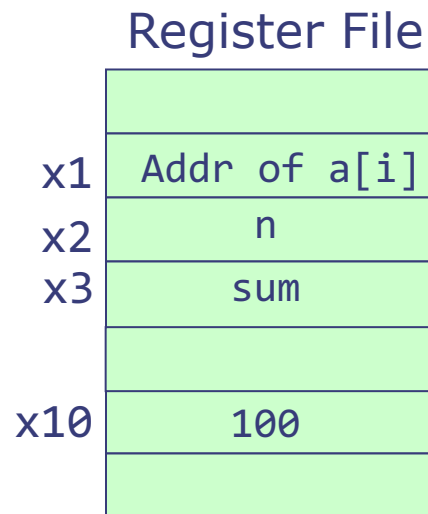 Register File
x1 Addr of a[i]
x2 n
x3 sum
x10 100